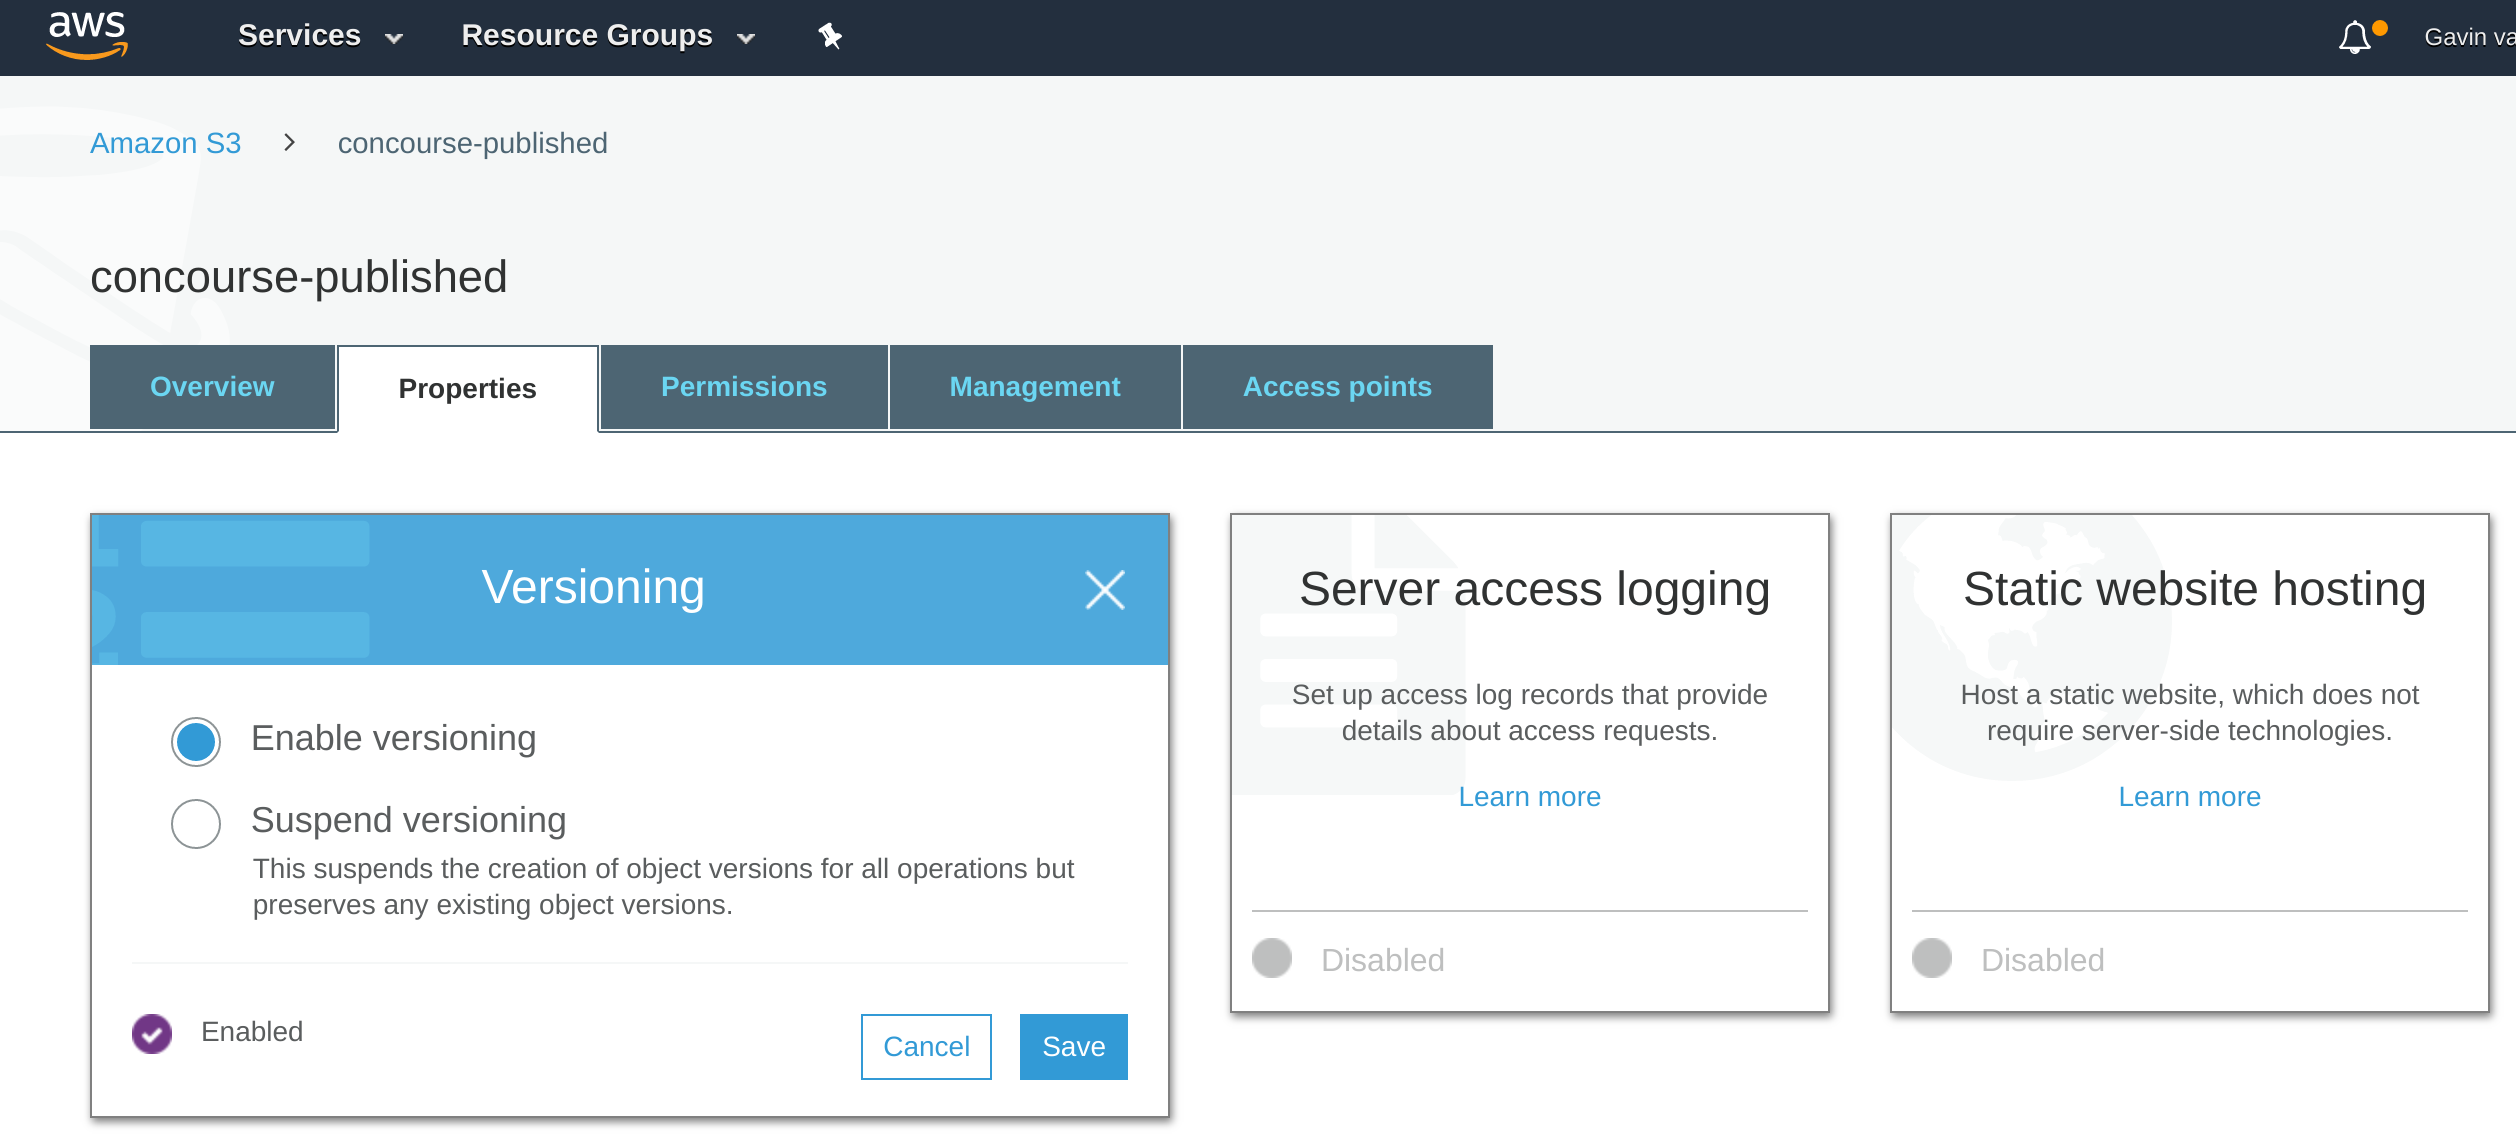 aws
Services
Resource Groups
Gavin va
Amazon S3 > concourse-published
concourse-published
Overview
Properties
Permissions
Management
Access points
Versioning
Enable versioning
Suspend versioning
This suspends the creation of object versions for all operations but
preserves any existing object versions.
Enabled
Cancel
Save
Server access logging
Set up access log records that provide
details about access requests.
Learn more
Disabled
Static website hosting
Host a static website, which does not
require server-side technologies.
Learn more
Disabled